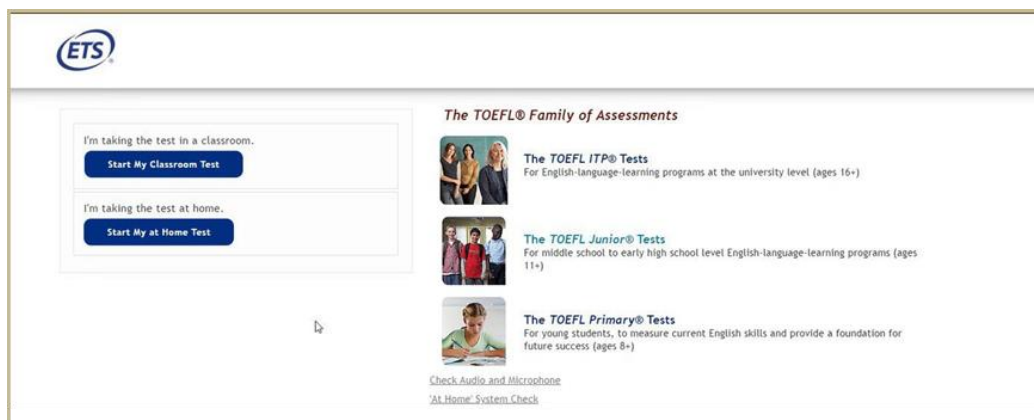 ETS®
I'm taking the test in a classroom.
Start My Classroom Test
I'm taking the test at home.
Start My at Home Test
The TOEFL® Family of Assessments
The TOEFL ITP® Tests
For English-language-learning programs at the university level (ages 16+)
The TOEFL Junior® Tests
For middle school to early high school level English-language-learning programs (ages
11+)
The TOEFL Primary® Tests
For young students, to measure current English skills and provide a foundation for
future success (ages 8+)
Check Audio and Microphone
'At Home' System Check